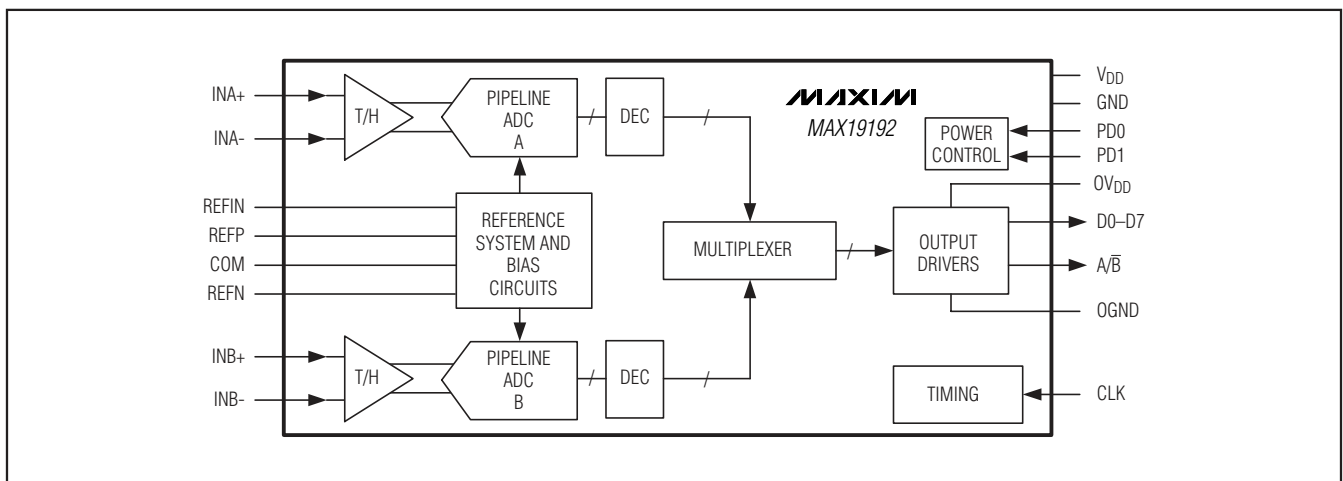 INA+
INA-
REFIN
REFP
COM
REFN
INB+
INB-
T/H
PIPELINE
ADC
A
DEC
REFERENCE
SYSTEM AND
BIAS
CIRCUITS
T/H
PIPELINE
ADC
B
DEC
MULTIPLEXER
MAXIM
MAX19192
POWER
CONTROL
OUTPUT
DRIVERS
TIMING
VDD
GND
PD0
PD1
OVDD
D0–D7
A/B̅
OGND
CLK